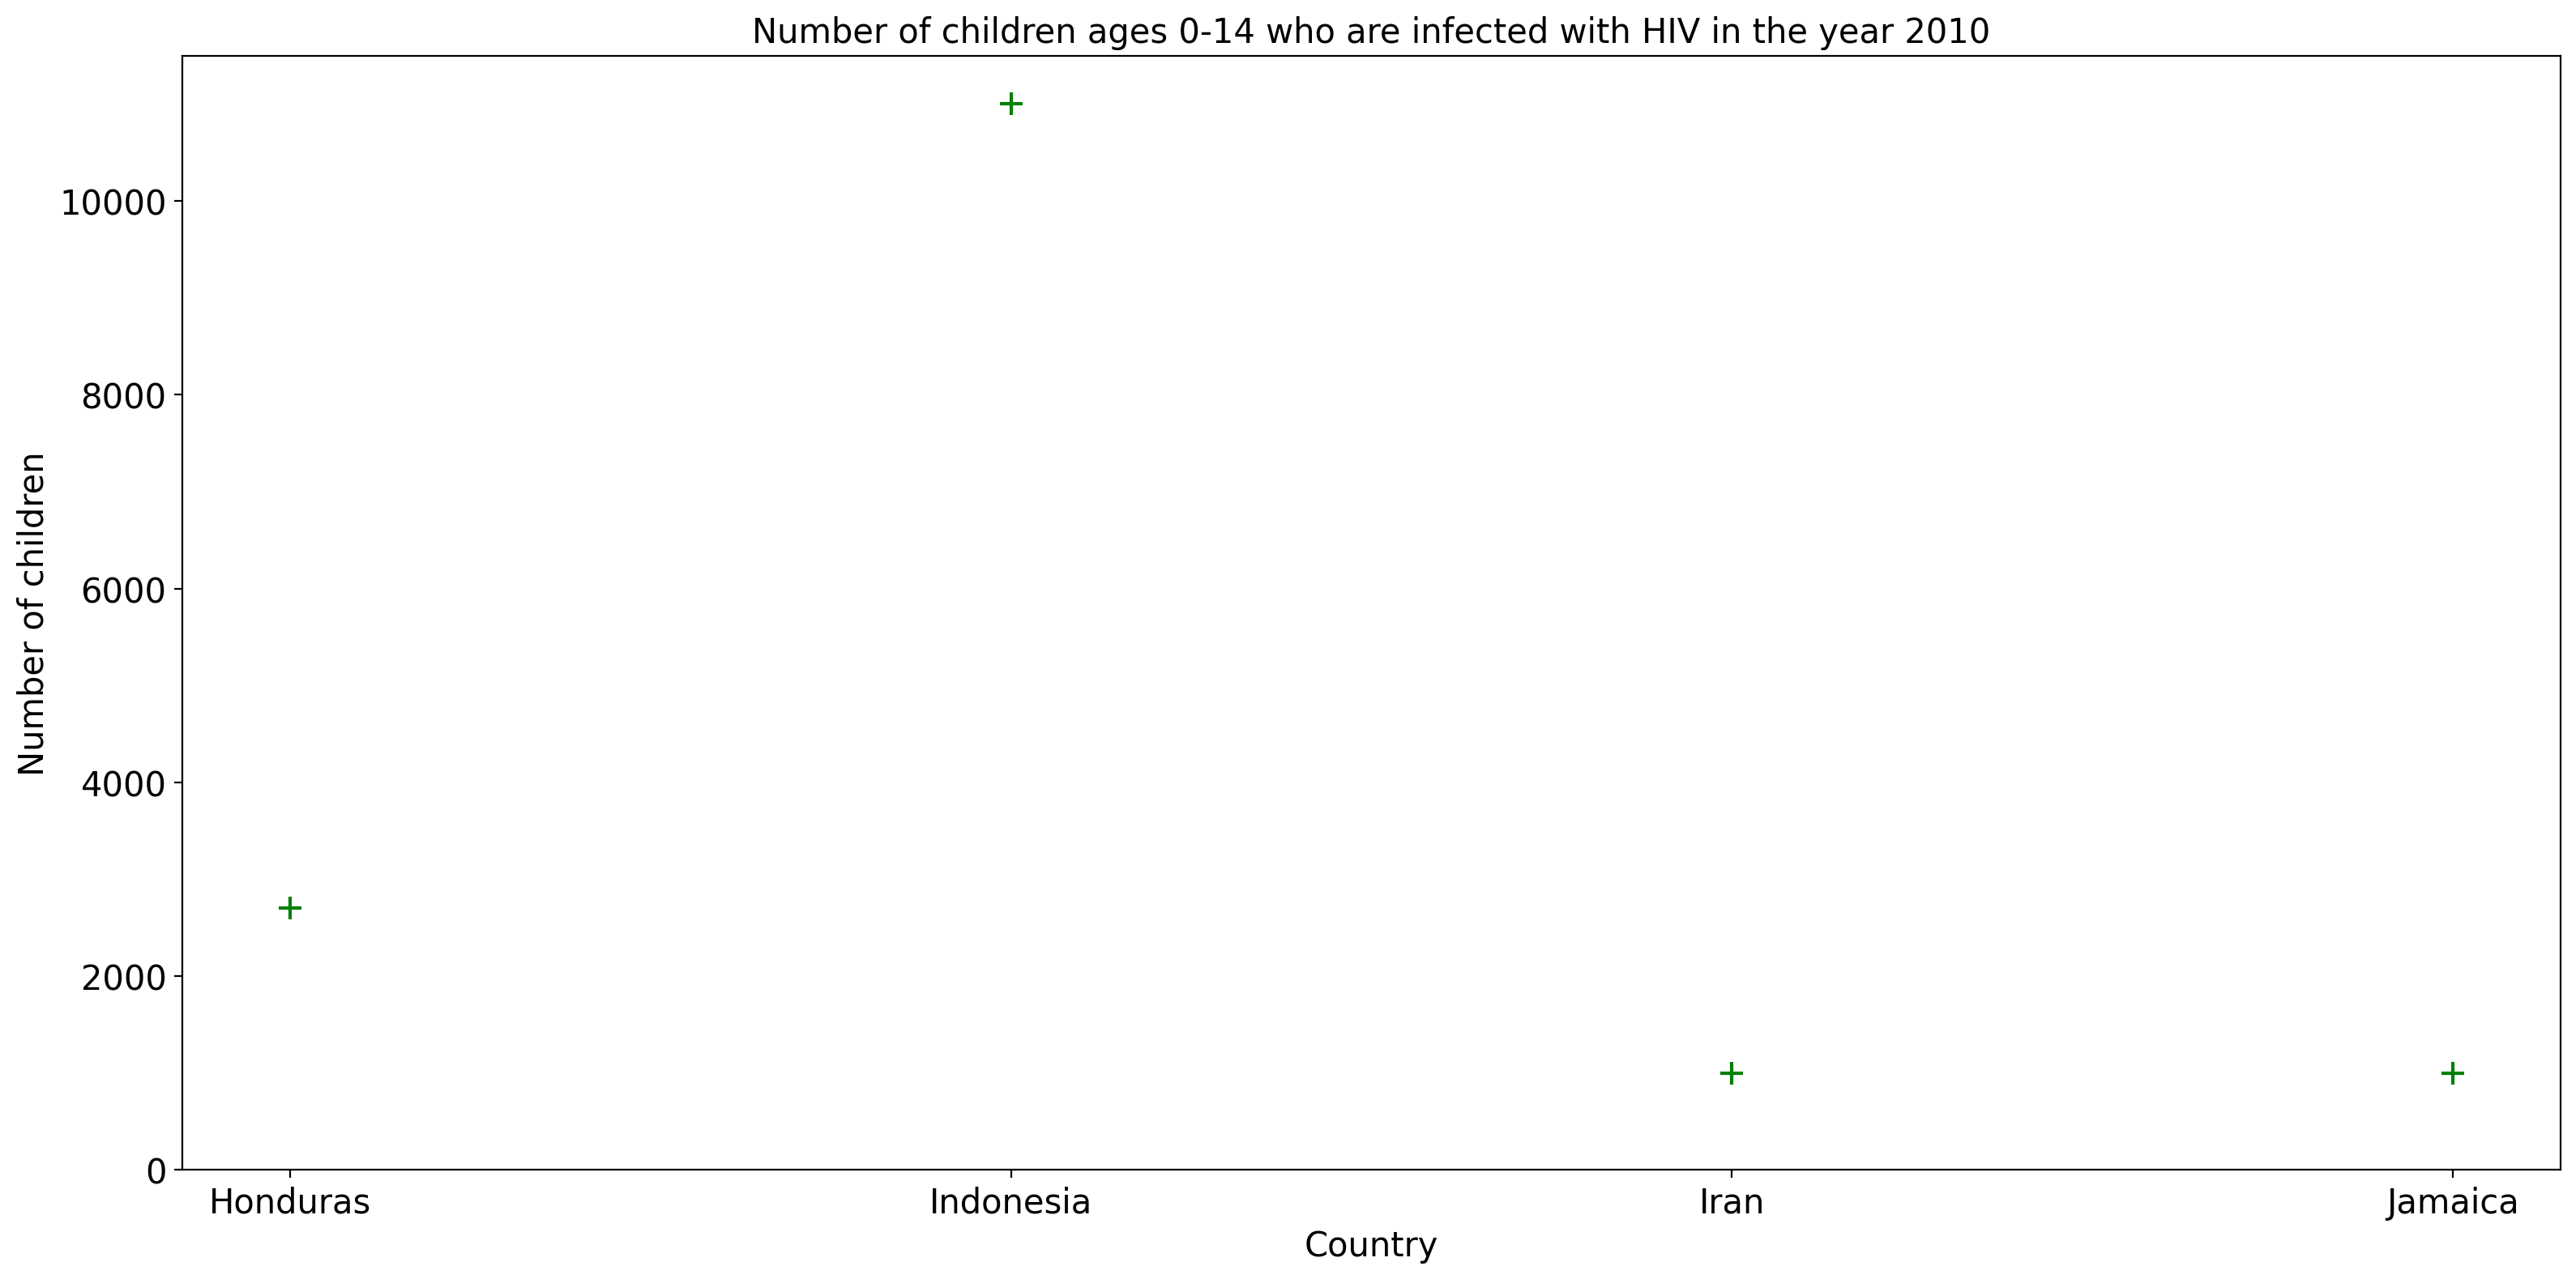 Number of children ages 0-14 who are infected with HIV in the year 2010
Number of children
10000
8000
6000
4000
2000
0
Honduras Indonesia Iran Jamaica
Country